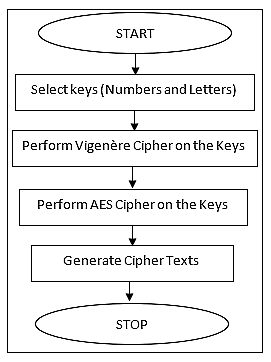 START
Select keys (Numbers and Letters)
Perform Vigenère Cipher on the Keys
Perform AES Cipher on the Keys
Generate Cipher Texts
STOP